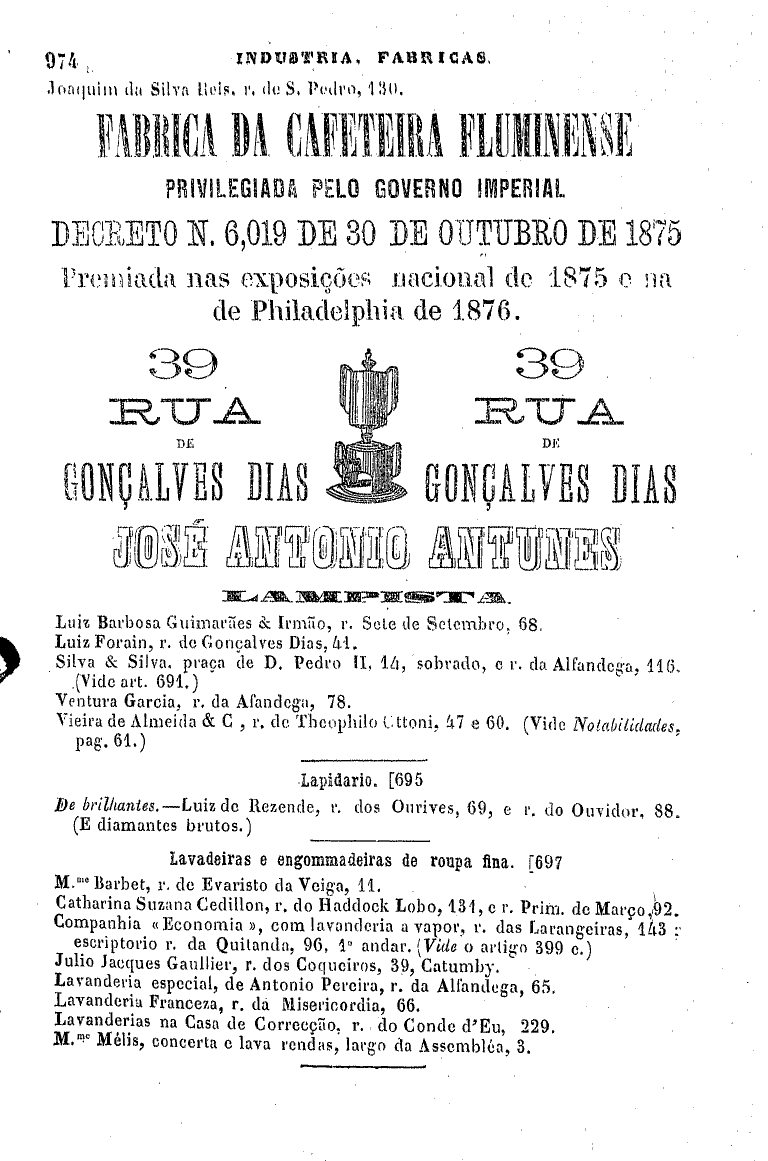 974
INDUSTRIA, FABRICAS.
Joaquim da Silva Reis, r. de S. Pedro, 130.
FABRICA DA CAFETEIRA FLUMINENSE
PRIVILEGIADA PELO GOVERNO IMPERIAL
DECRETO N. 6,019 DE 30 DE OUTUBRO DE 1875
Premiada nas exposições nacional de 1875 e na
de Philadelphia de 1876.
39
RUA
DE
GONÇALVES DIAS
39
RUA
DE
GONÇALVES DIAS
JOSÉ ANTONIO ANTUNES
LAMPISTA.
Luiz Barbosa Guimarães & Irmão, r. Sete de Setembro, 68.
Luiz Forain, r. de Gonçalves Dias, 41.
Silva & Silva, praça de D. Pedro II, 14, sobrado, e r. da Alfandega, 116.
(Vide art. 691.)
Ventura Garcia, r. da Afandega, 78.
Vieira de Almeida & C , r. de Theophilo Ottoni, 47 e 60. (Vide Notabilidades,
pag. 61.)
Lapidario. [695
De brilhantes.—Luiz de Rezende, r. dos Ourives, 69, e r. do Ouvidor, 88.
(E diamantes brutos.)
Lavadeiras e engommadeiras de roupa fina. [697
M.me Barbet, r. de Evaristo da Veiga, 11.
Catharina Suzana Cedillon, r. do Haddock Lobo, 131, e r. Prim. de Março, 92.
Companhia «Economia», com lavanderia a vapor, r. das Larangeiras, 143 ;
escriptorio r. da Quitanda, 96, 1º andar. (Vide o artigo 399 c.)
Julio Jacques Gaullier, r. dos Coqueiros, 39, Catumby.
Lavanderia especial, de Antonio Pereira, r. da Alfandega, 65.
Lavanderia Franceza, r. da Misericordia, 66.
Lavanderias na Casa de Correcção, r. do Conde d'Eu, 229.
M.me Mélis, concerta e lava rendas, largo da Assembléa, 3.